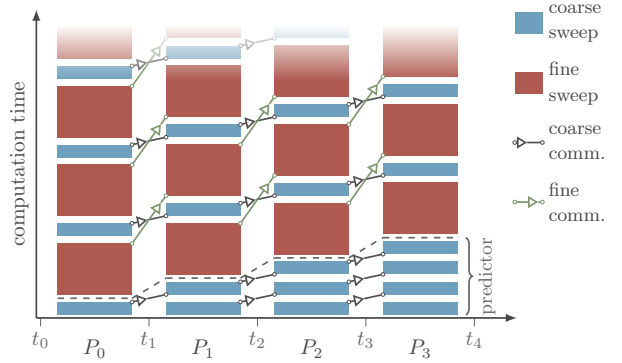 coarse
sweep
fine
sweep
coarse
comm.
fine
comm.
computation time
predictor
t0 t1 t2 t3 t4
P0 P1 P2 P3